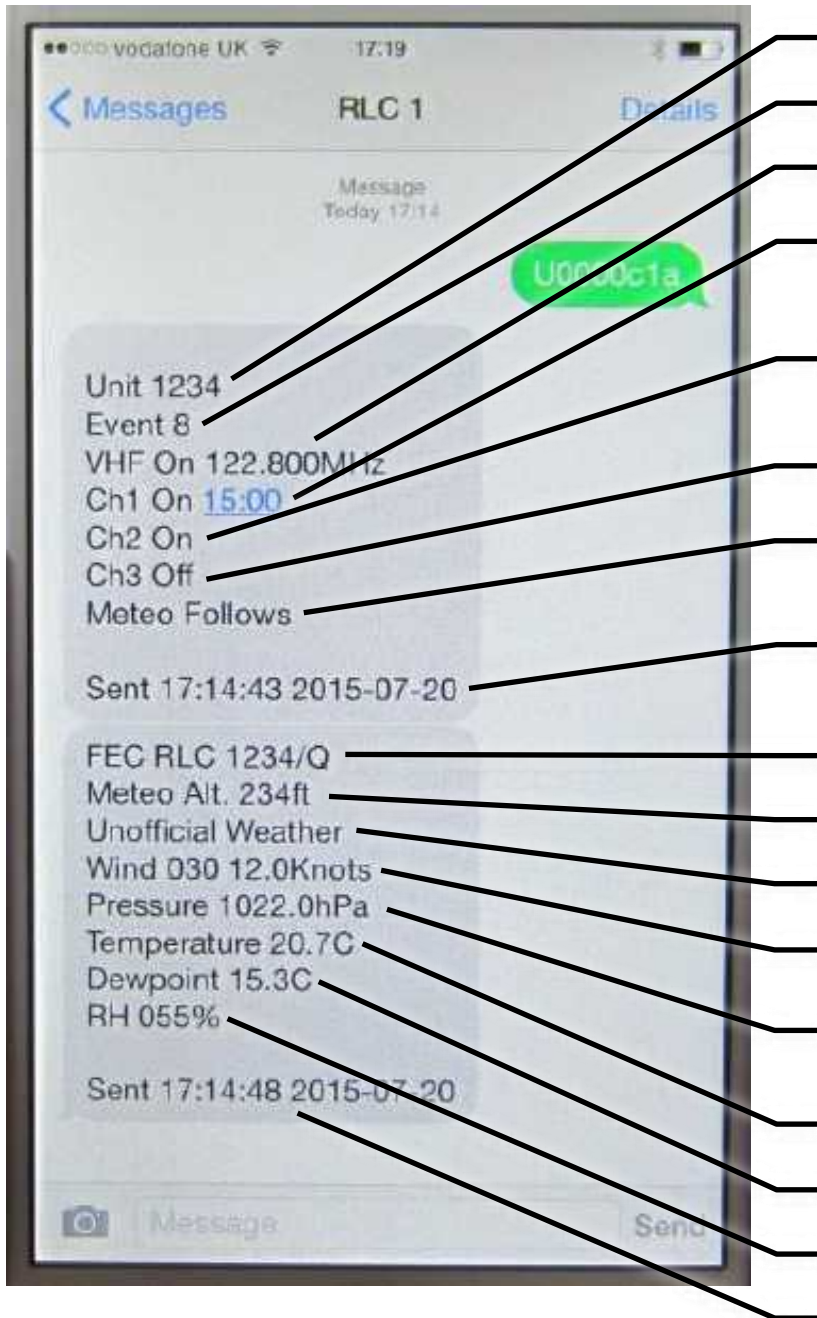 vodafone UK 17:19
Messages RLC 1 Details
Message
Today 17:14
U0000c1a
Unit 1234
Event 8
VHF On 122.800MHz
Ch1 On 15:00
Ch2 On
Ch3 Off
Meteo Follows
Sent 17:14:43 2015-07-20
FEC RLC 1234/Q
Meteo Alt. 234ft
Unofficial Weather
Wind 030 12.0Knots
Pressure 1022.0hPa
Temperature 20.7C
Dewpoint 15.3C
RH 055%
Sent 17:14:48 2015-07-20
Message Send